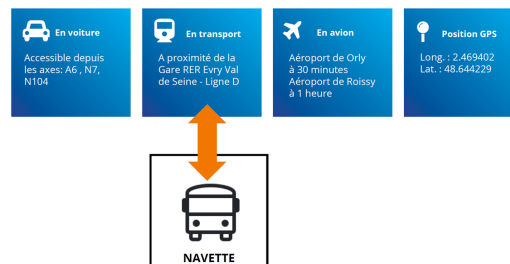 En voiture
Accessible depuis
les axes: A6 , N7,
N104
En transport
A proximité de la
Gare RER Evry Val
de Seine - Ligne D
En avion
Aéroport de Orly
à 30 minutes
Aéroport de Roissy
à 1 heure
Position GPS
Long. : 2.469402
Lat. : 48.644229
NAVETTE